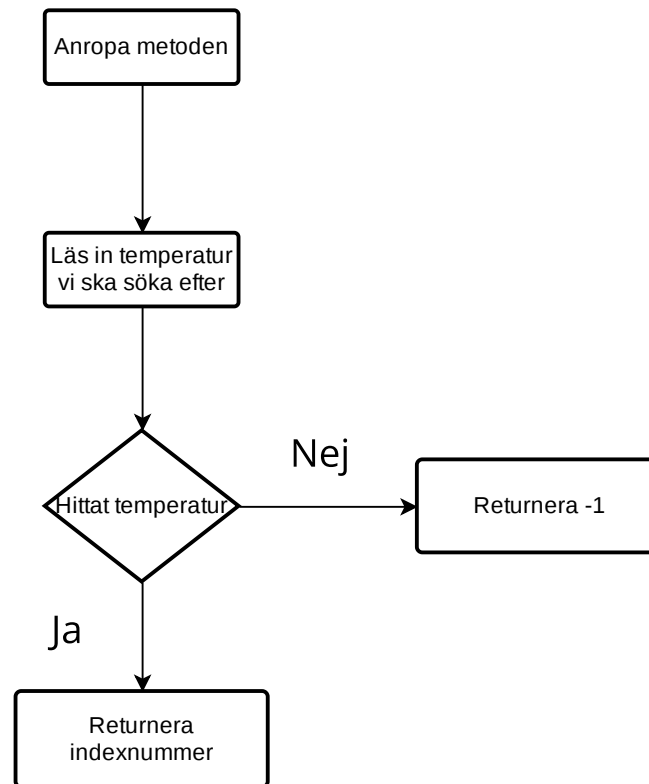 Anropa metoden
Läs in temperatur
vi ska söka efter
Hittat temperatur
Nej
Returnera -1
Ja
Returnera
indexnummer